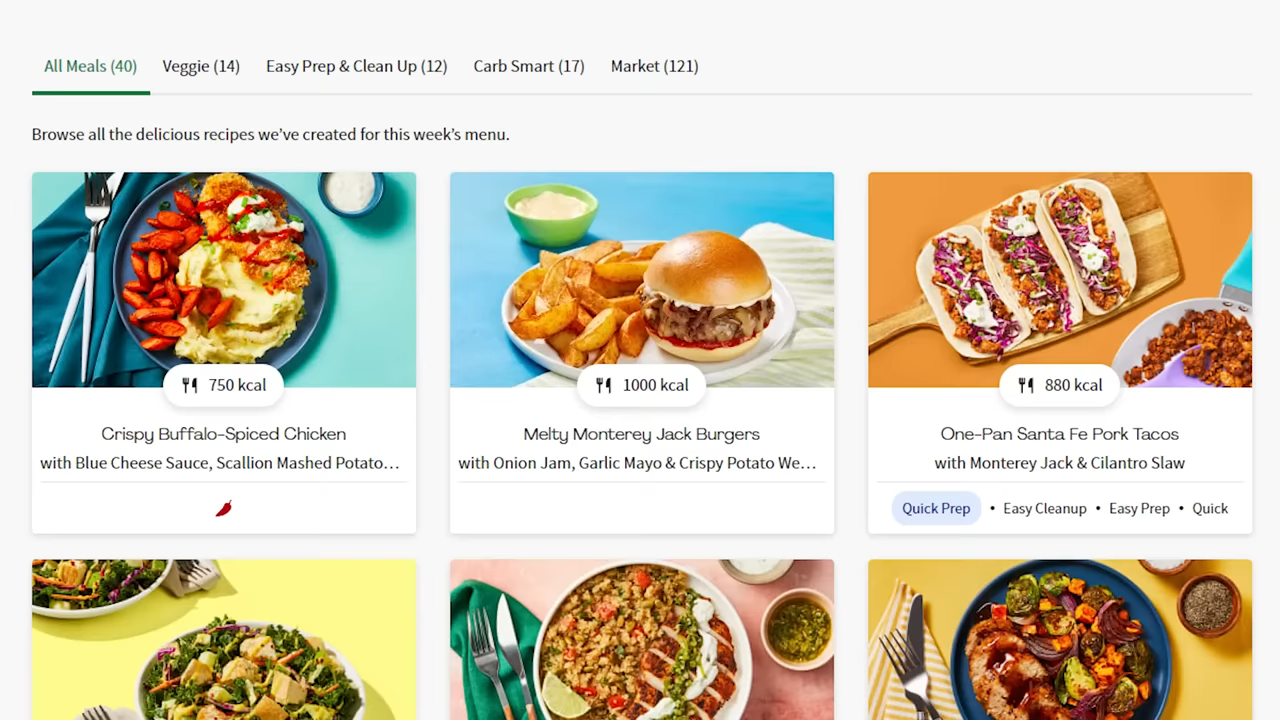 All Meals (40) Veggie (14) Easy Prep & Clean Up (12) Carb Smart (17) Market (121)
Browse all the delicious recipes we've created for this week's menu.
750 kcal
Crispy Buffalo-Spiced Chicken
with Blue Cheese Sauce, Scallion Mashed Potato…
1000 kcal
Melty Monterey Jack Burgers
with Onion Jam, Garlic Mayo & Crispy Potato We…
880 kcal
One-Pan Santa Fe Pork Tacos
with Monterey Jack & Cilantro Slaw
Quick Prep • Easy Cleanup • Easy Prep • Quick